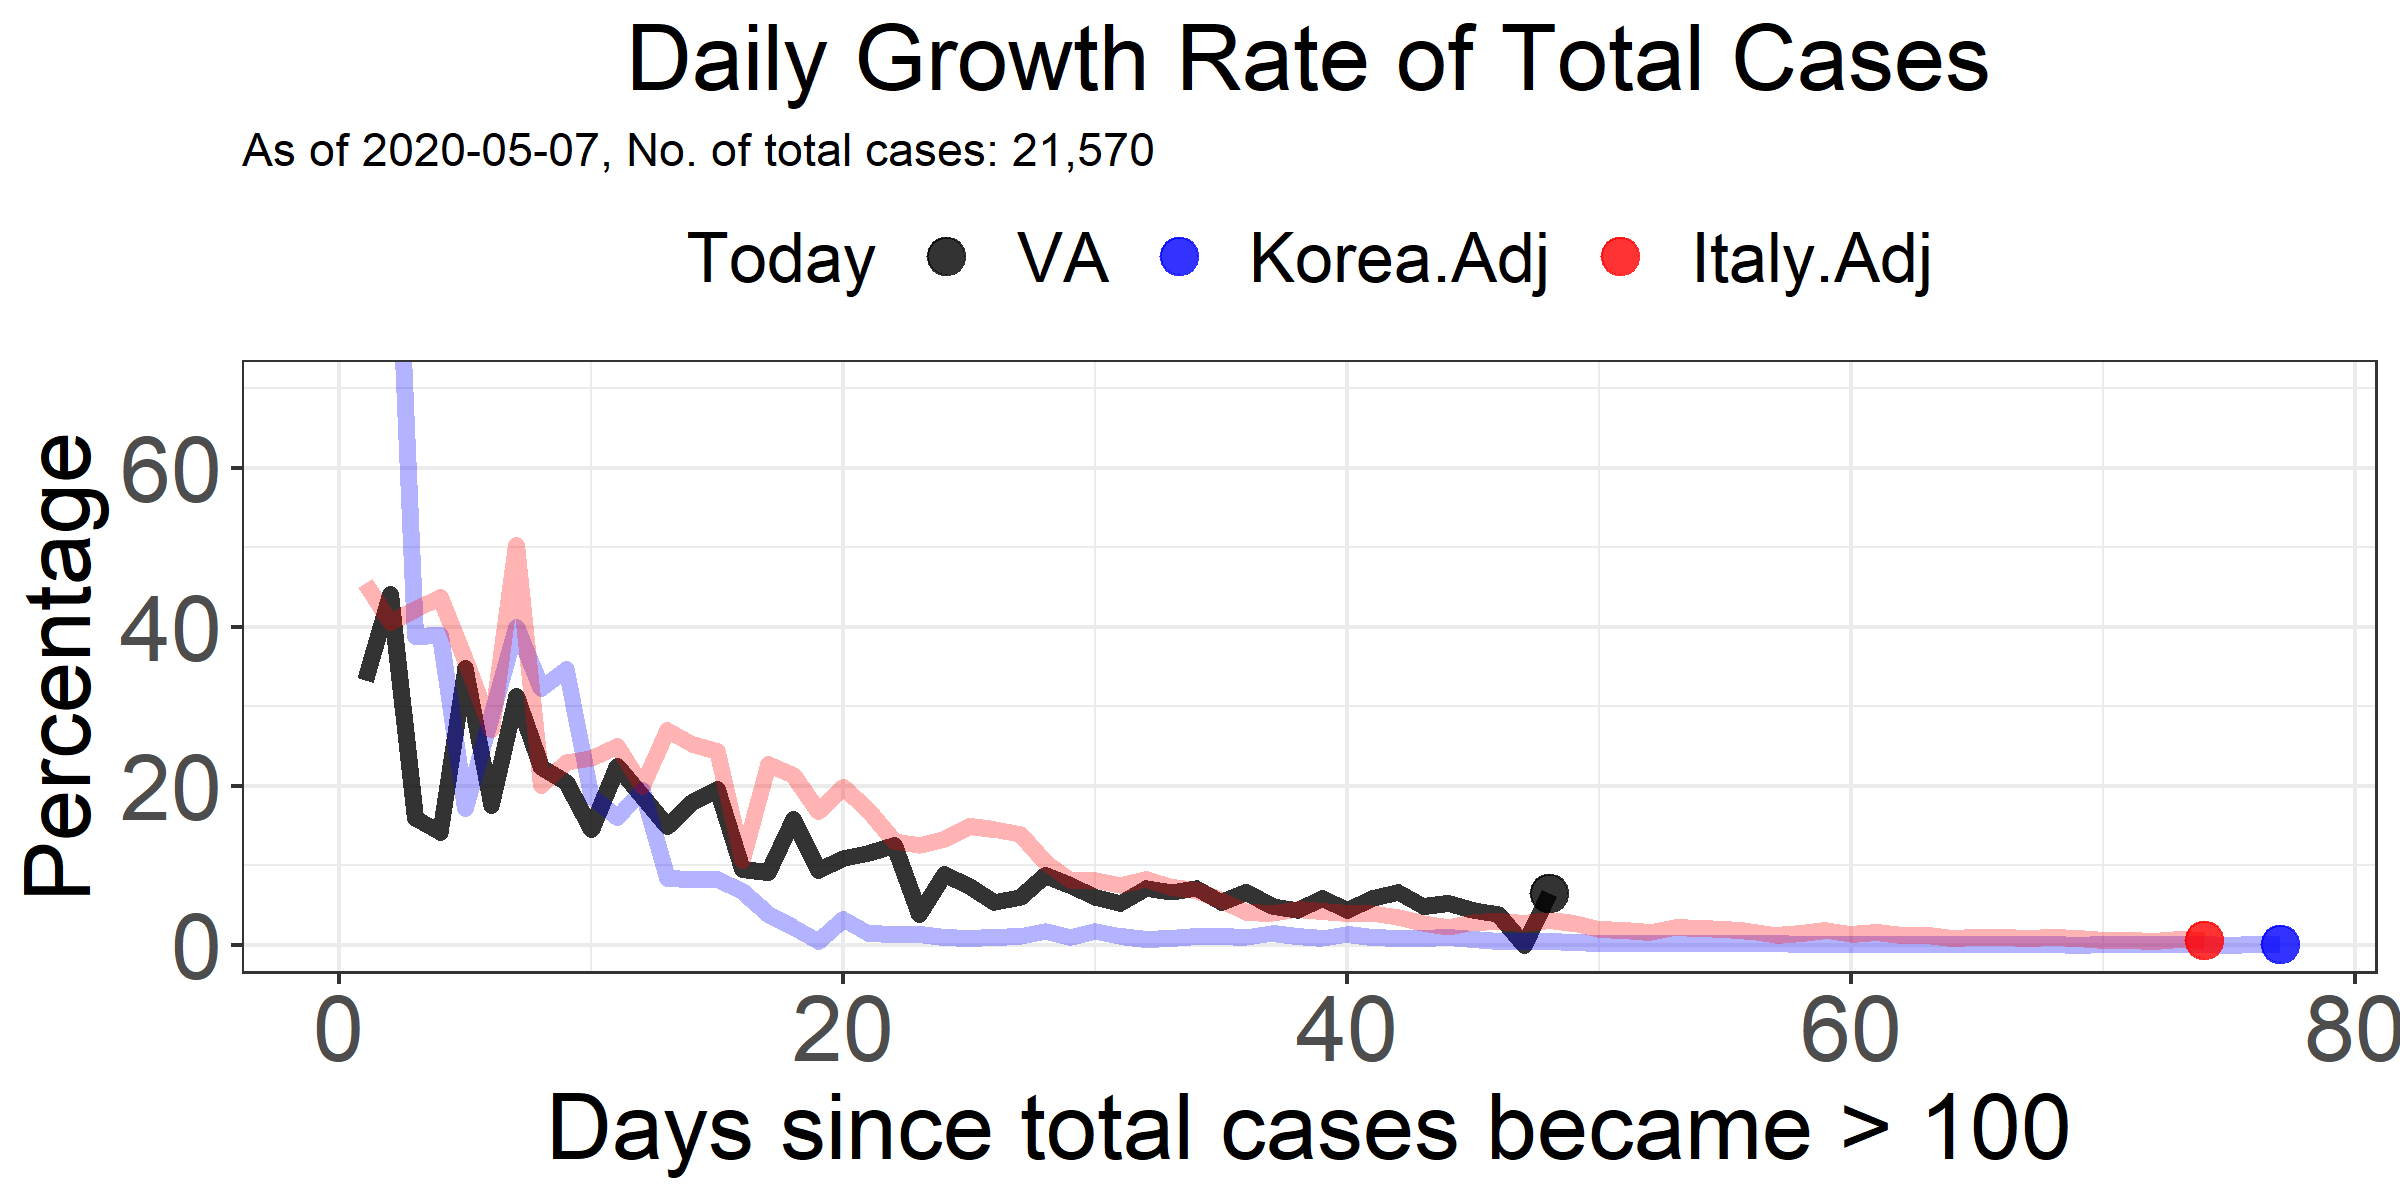 Daily Growth Rate of Total Cases
As of 2020-05-07, No. of total cases: 21,570
Today VA Korea.Adj Italy.Adj
Percentage
60
40
20
0
0 20 40 60 80
Days since total cases became > 100